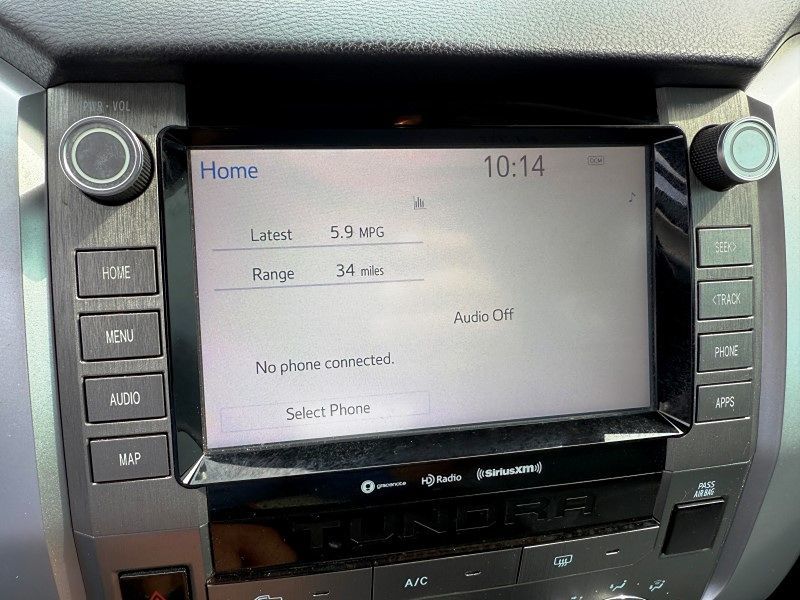 PWR·VOL
Home
10:14
DCM
Latest 5.9 MPG
Range 34 miles
Audio Off
No phone connected.
Select Phone
HOME
MENU
AUDIO
MAP
SEEK>
<TRACK
PHONE
APPS
gracenote
HD Radio
((SiriusXM))
PASS
AIR BAG
TUNDRA
A/C